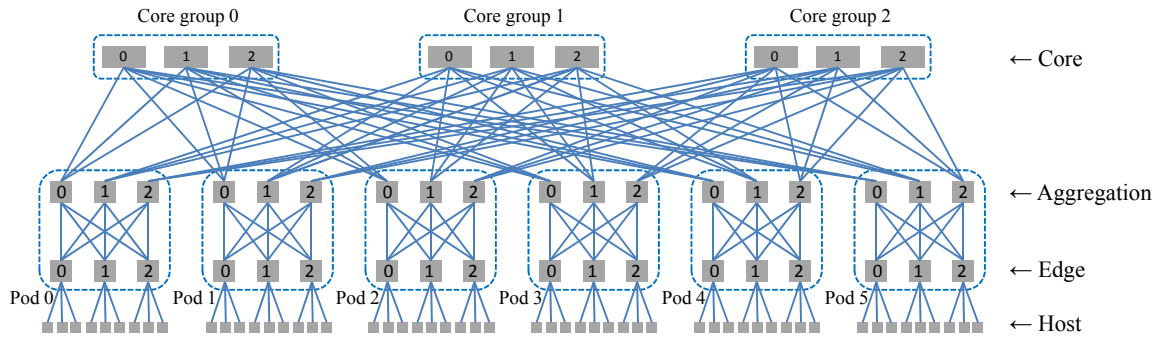 Core group 0 Core group 1 Core group 2
0 1 2 0 1 2 0 1 2 ← Core
0 1 2 0 1 2 0 1 2 0 1 2 0 1 2 0 1 2 ← Aggregation
0 1 2 0 1 2 0 1 2 0 1 2 0 1 2 0 1 2 ← Edge
Pod 0 Pod 1 Pod 2 Pod 3 Pod 4 Pod 5
← Host